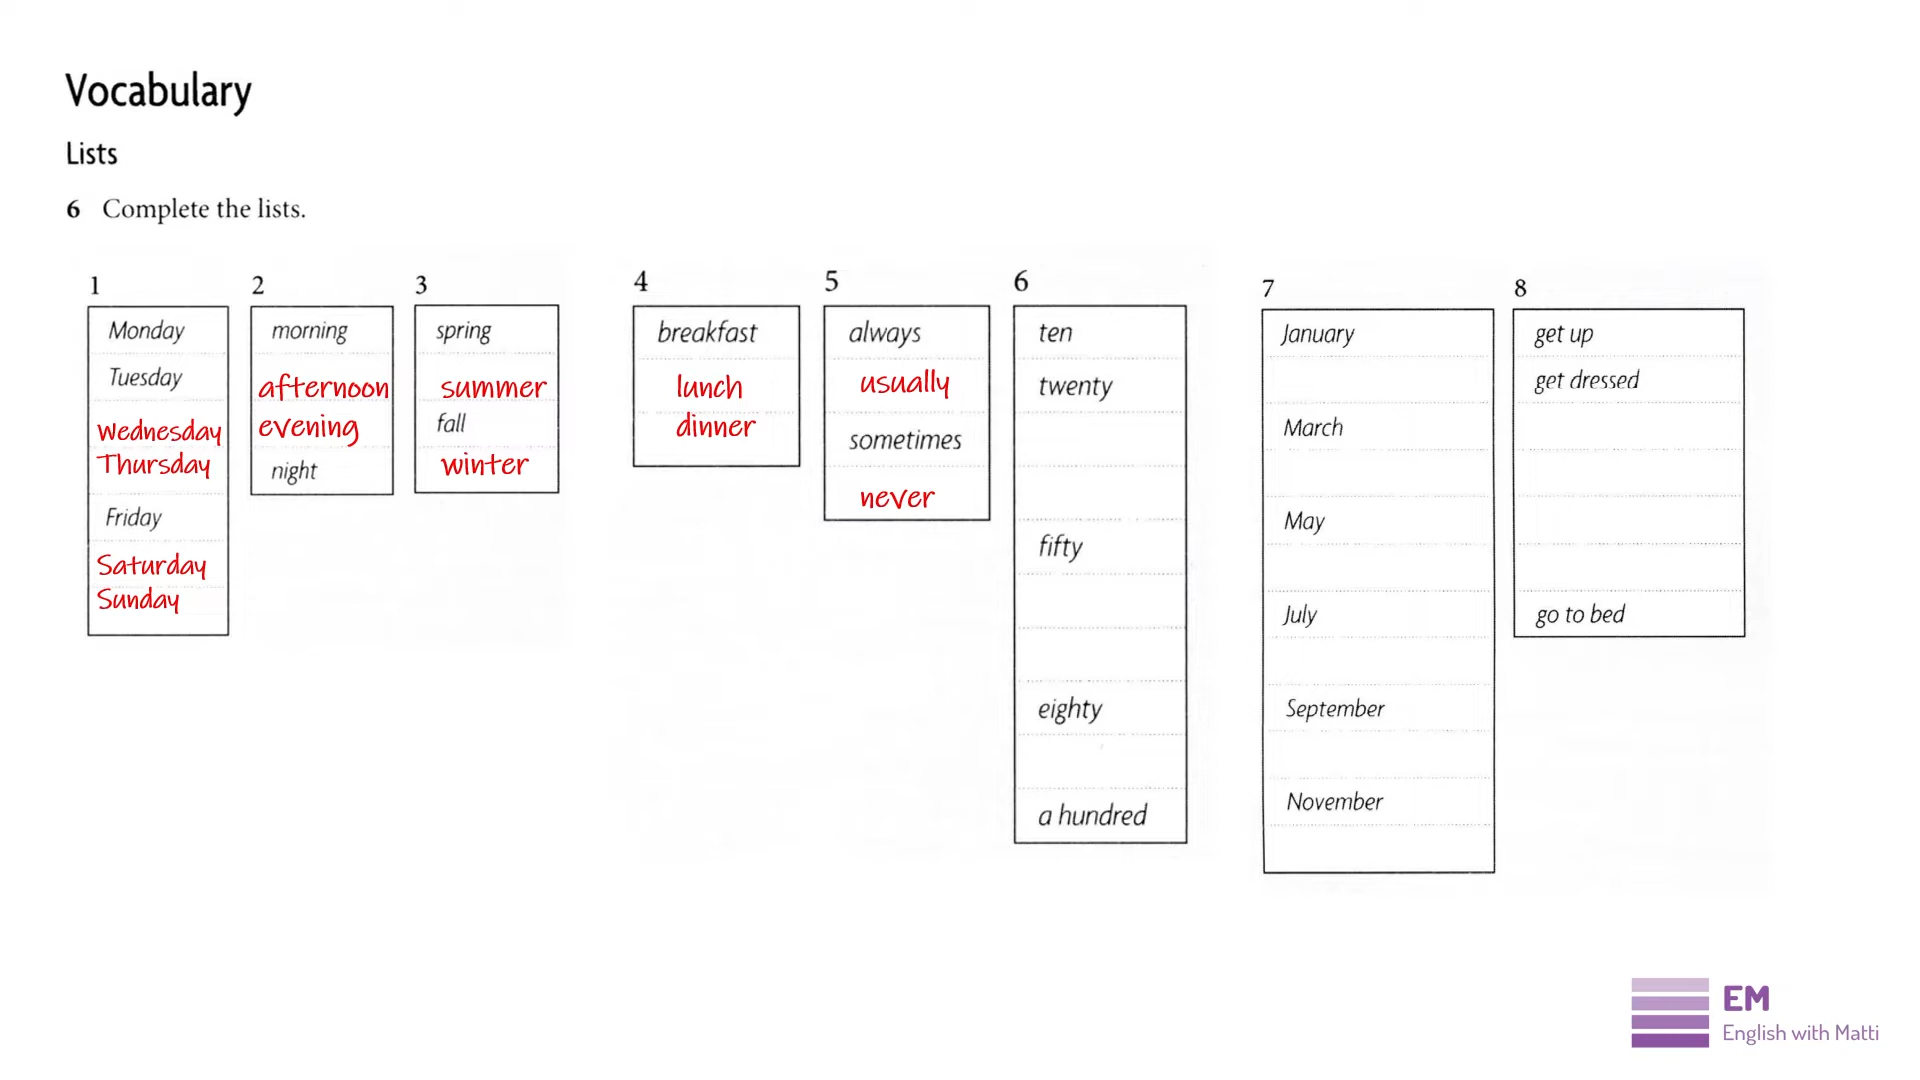 Vocabulary
Lists
6 Complete the lists.
1
Monday
Tuesday
Wednesday
Thursday
Friday
Saturday
Sunday
2
morning
afternoon
evening
night
3
spring
summer
fall
winter
4
breakfast
lunch
dinner
5
always
usually
sometimes
never
6
ten
twenty
fifty
eighty
a hundred
7
January
March
May
July
September
November
8
get up
get dressed
go to bed
EM
English with Matti